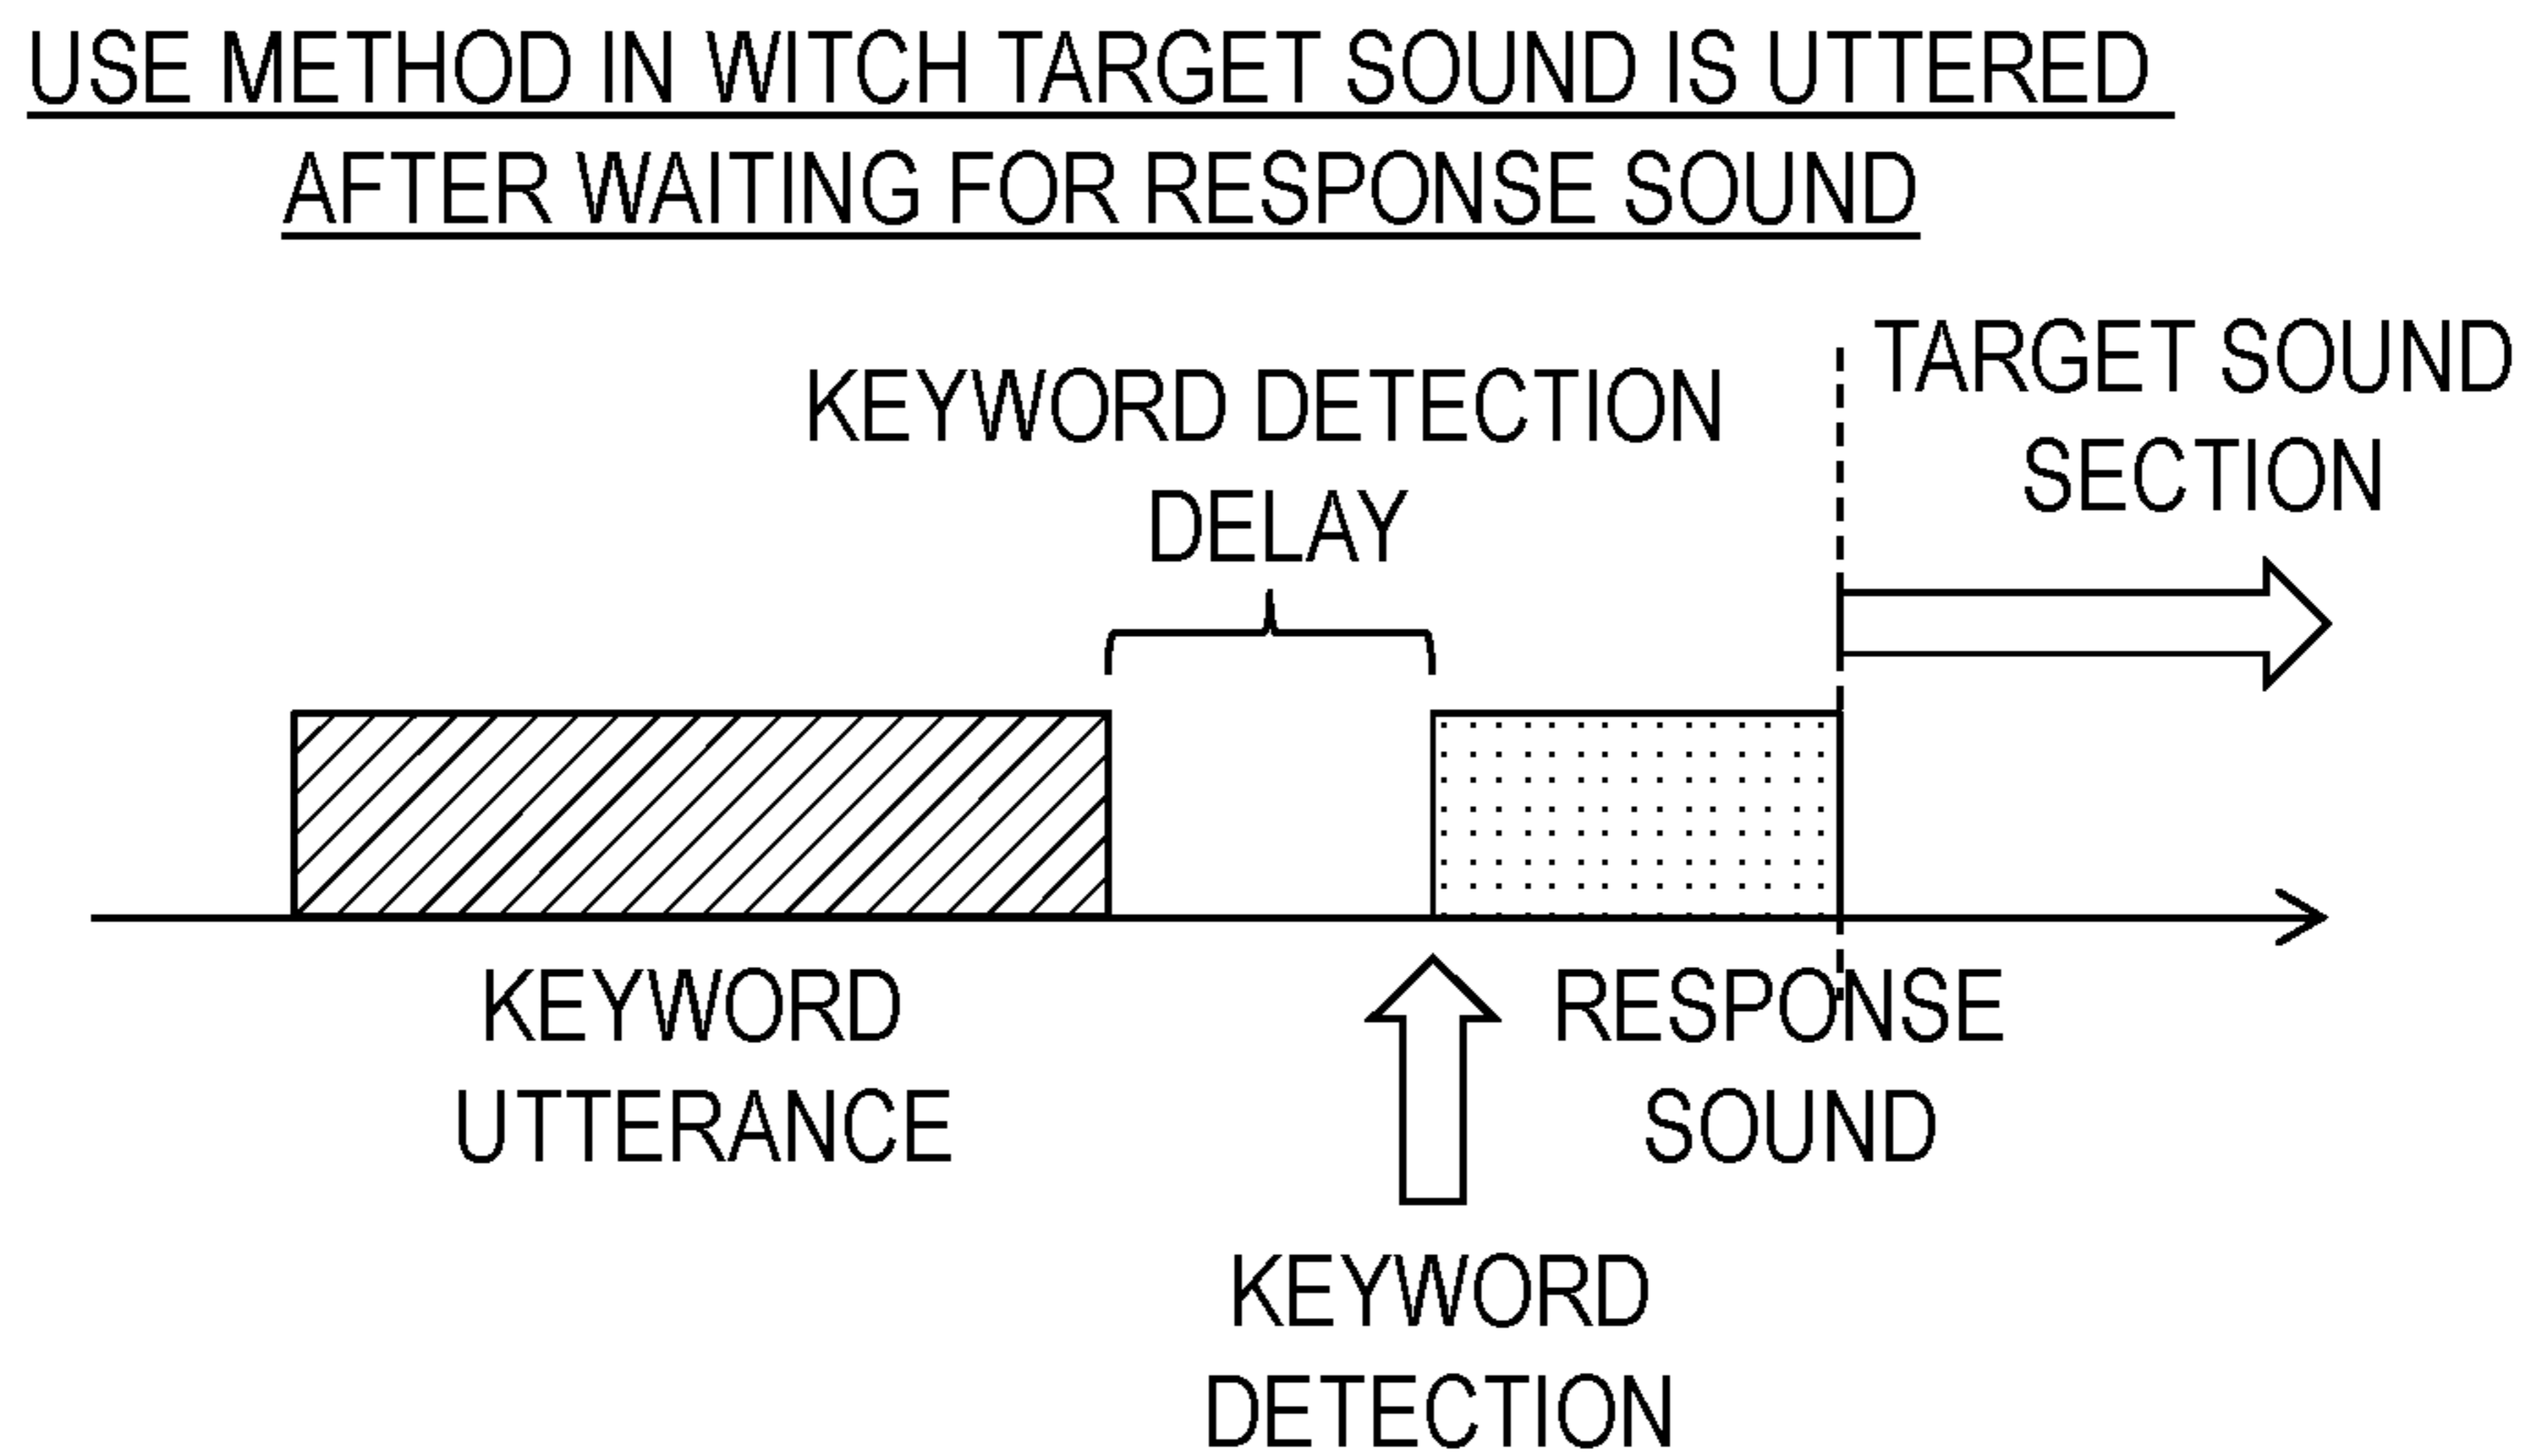 USE METHOD IN WITCH TARGET SOUND IS UTTERED
AFTER WAITING FOR RESPONSE SOUND
TARGET SOUND
SECTION
KEYWORD DETECTION
DELAY
KEYWORD
UTTERANCE
RESPONSE
SOUND
KEYWORD
DETECTION